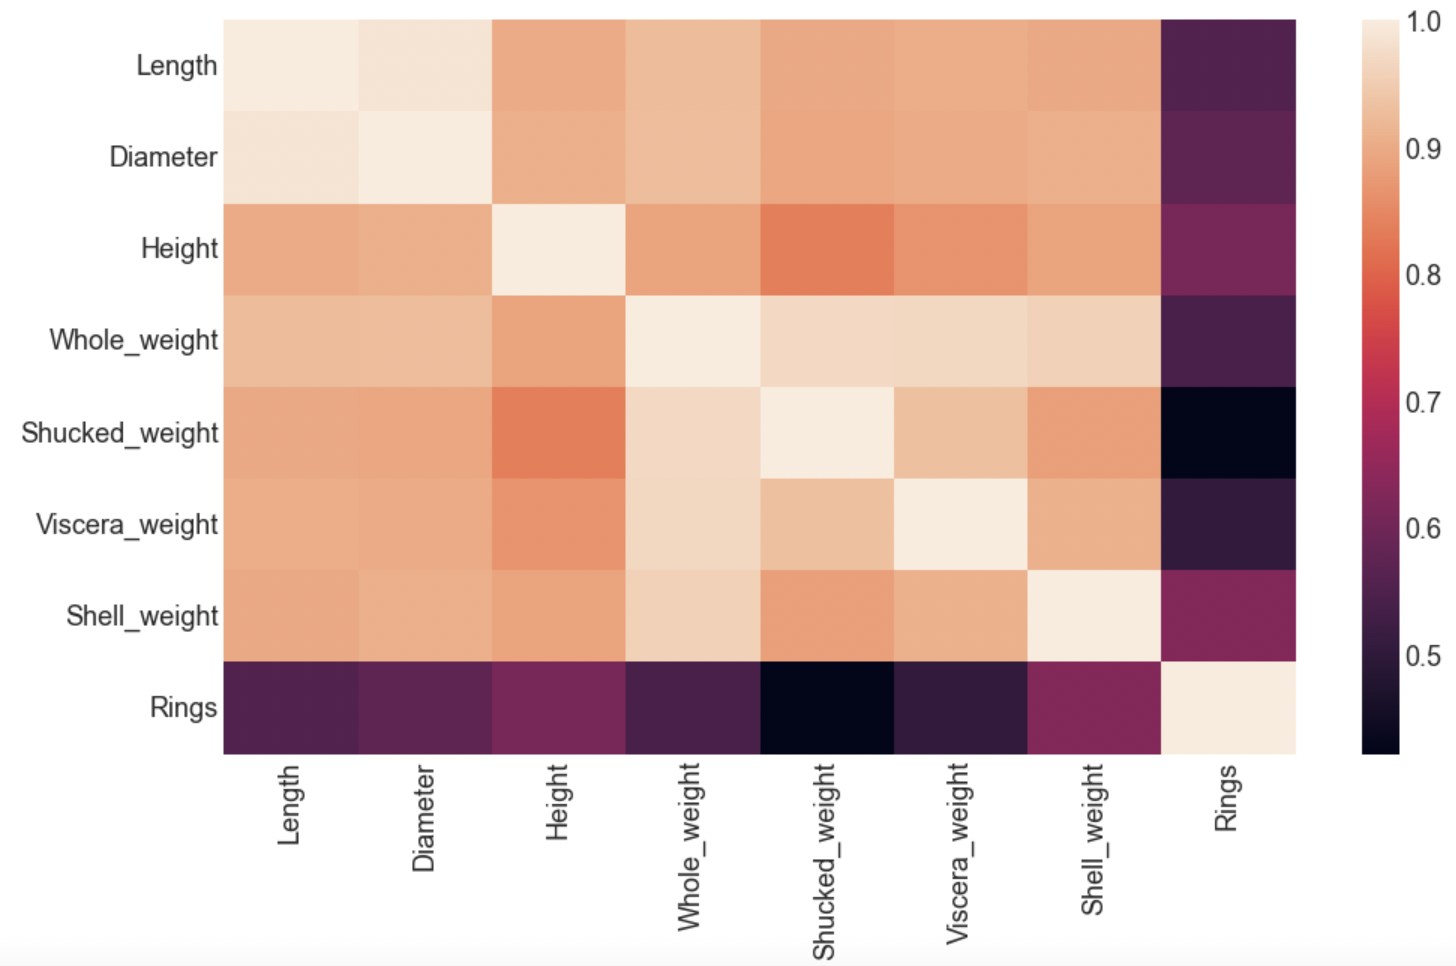 Length
Diameter
Height
Whole_weight
Shucked_weight
Viscera_weight
Shell_weight
Rings
Length
Diameter
Height
Whole_weight
Shucked_weight
Viscera_weight
Shell_weight
Rings
1.0
0.9
0.8
0.7
0.6
0.5